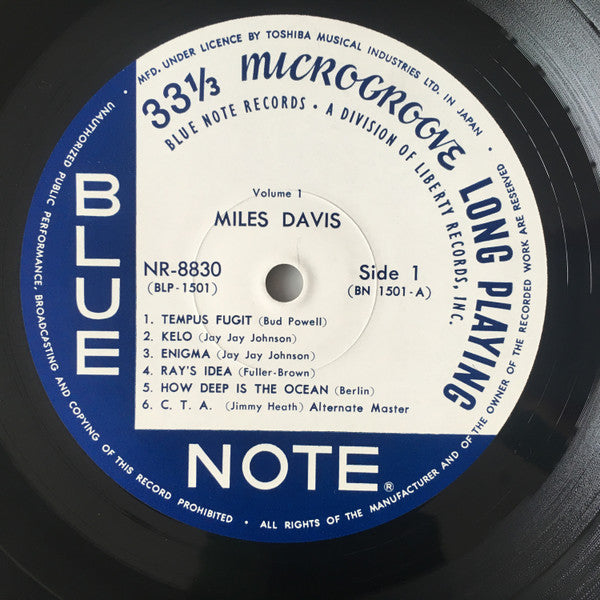 MFD. UNDER LICENCE BY TOSHIBA MUSICAL INDUSTRIES LTD. IN JAPAN •
33⅓ MICROGROOVE LONG PLAYING
BLUE NOTE RECORDS • A DIVISION OF LIBERTY RECORDS, INC.
Volume 1
MILES DAVIS
NR-8830
(BLP-1501)
Side 1
(BN 1501-A)
1. TEMPUS FUGIT (Bud Powell)
2. KELO (Jay Jay Johnson)
3. ENIGMA (Jay Jay Johnson)
4. RAY'S IDEA (Fuller-Brown)
5. HOW DEEP IS THE OCEAN (Berlin)
6. C. T. A. (Jimmy Heath) Alternate Master
BLUE
NOTE®
ALL RIGHTS OF THE MANUFACTURER AND OF THE OWNER OF THE RECORDED WORK ARE RESERVED •
UNAUTHORIZED PUBLIC PERFORMANCE, BROADCASTING AND COPYING OF THIS RECORD PROHIBITED •